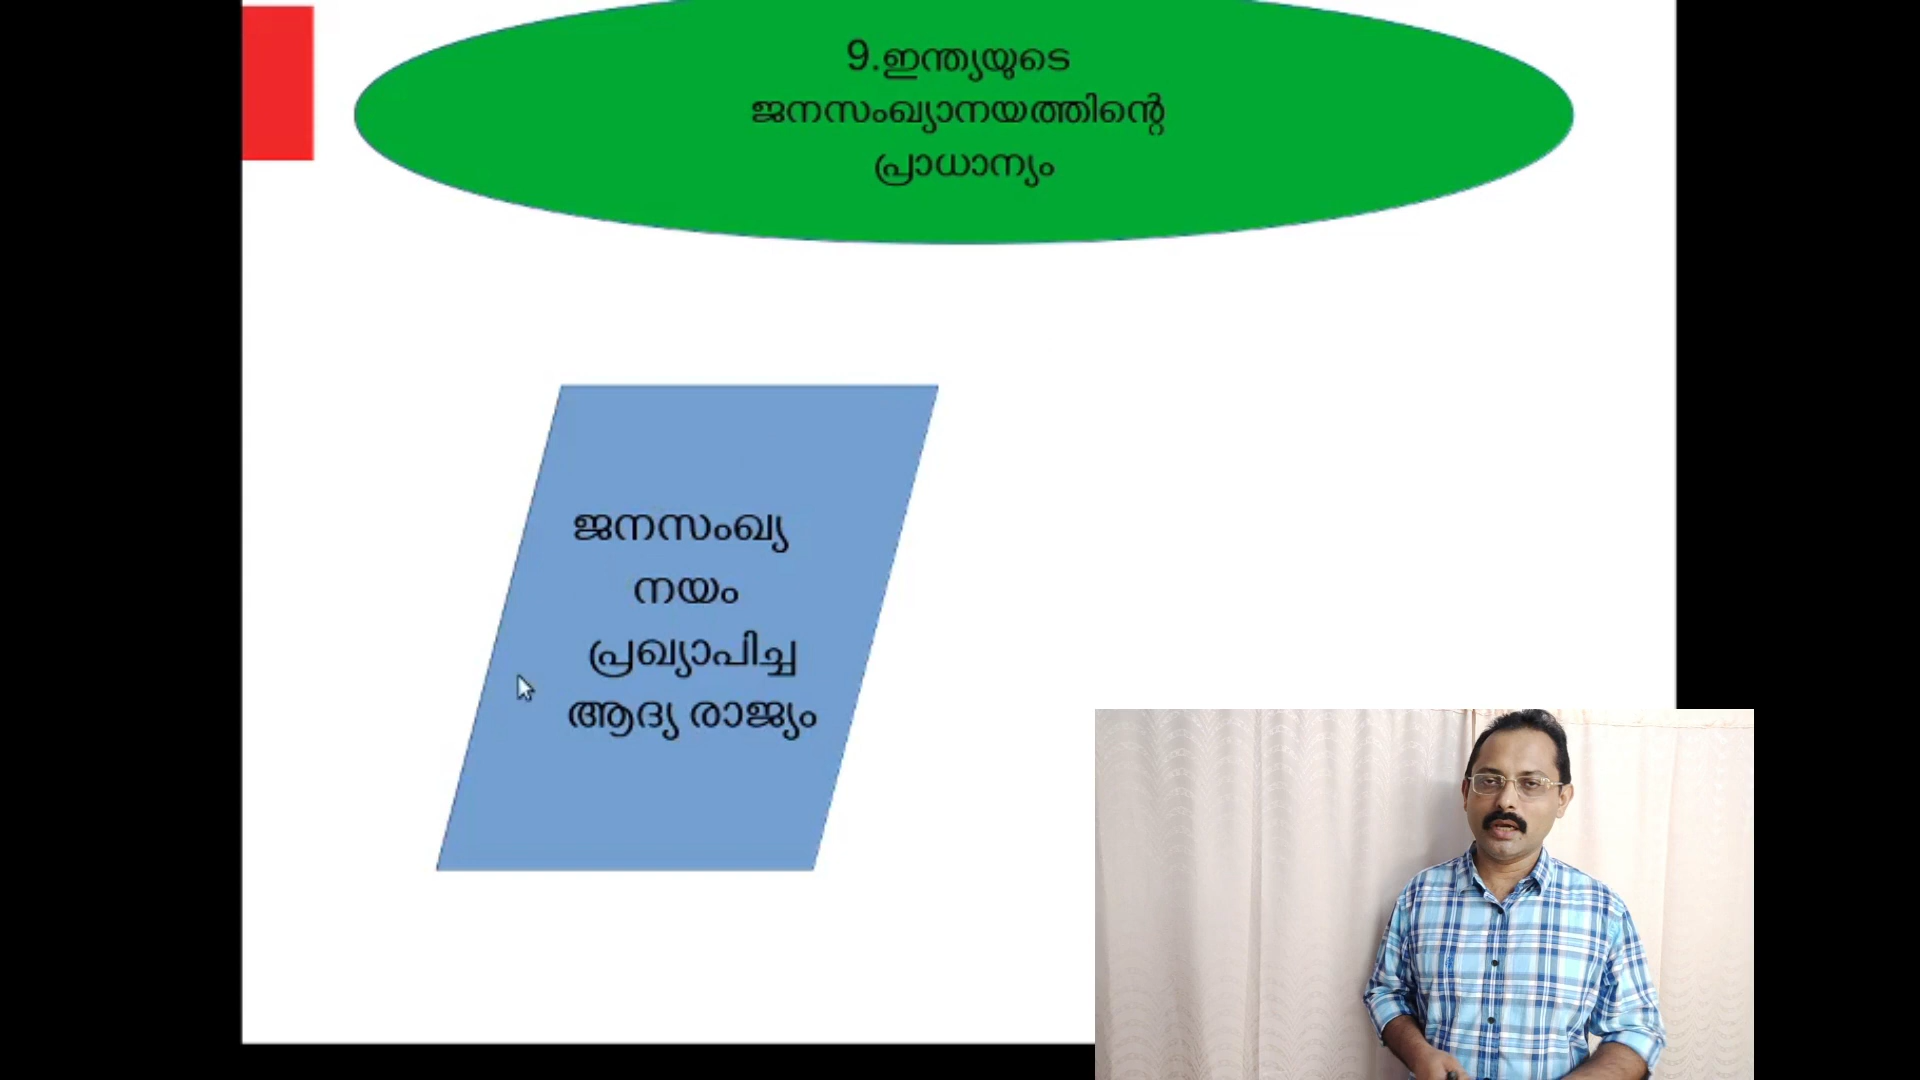 9.ഇന്ത്യയുടെ
ജനസംഖ്യാനയത്തിന്റെ
പ്രാധാന്യം
ജനസംഖ്യ
നയം
പ്രഖ്യാപിച്ച
ആദ്യ രാജ്യം